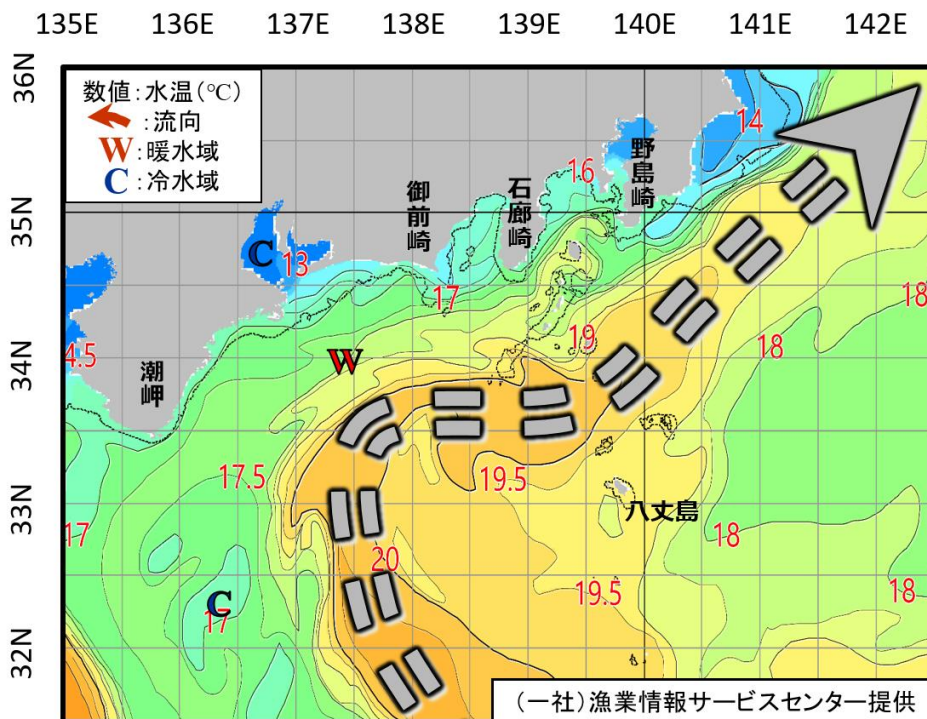 135E 136E 137E 138E 139E 140E 141E 142E
36N
数値:水温(℃)
:流向
W:暖水域
C:冷水域
14
16
野島崎
石廊崎
御前崎
35N
C
13
17
18
19
18
34N
4.5
W
潮岬
17.5
19.5
33N
八丈島
17
18
20
19.5
18
C
17
32N
(一社)漁業情報サービスセンター提供